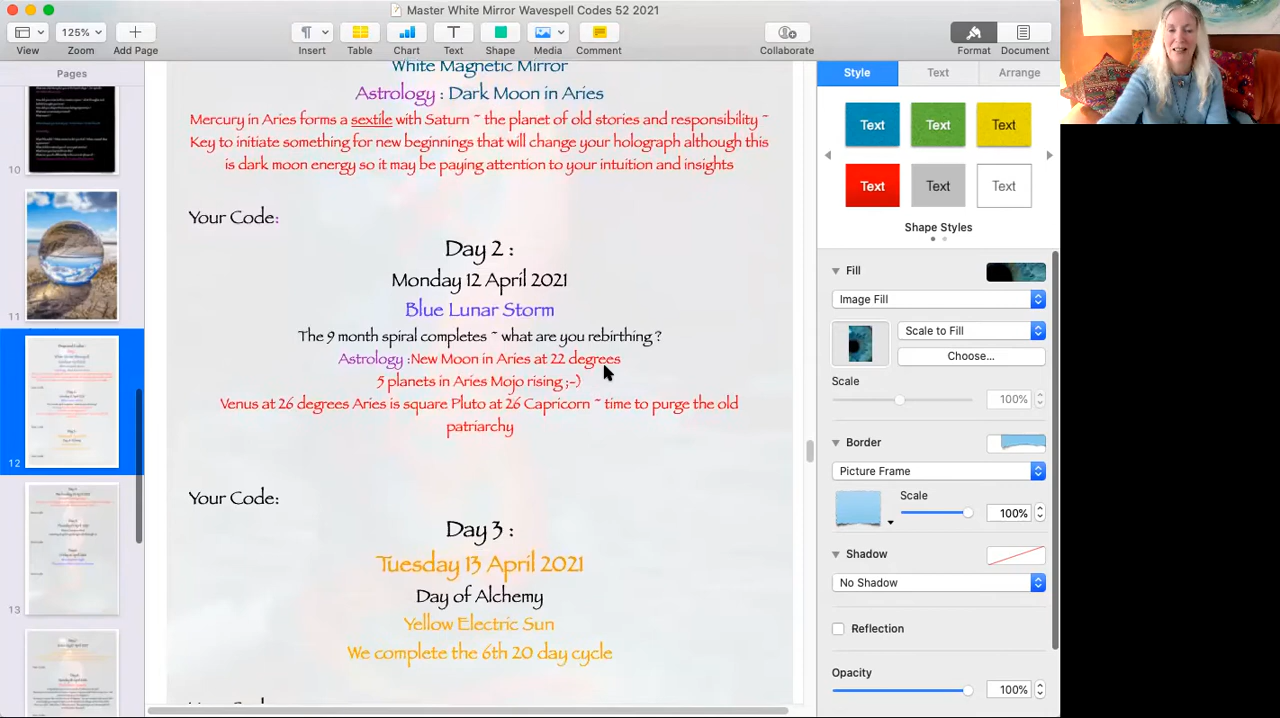 Master White Mirror Wavespell Codes 52 2021
125%
View
Zoom
Add Page
Insert
Table
Chart
Text
Shape
Media
Comment
Collaborate
Format
Document
Pages
10
11
12
13
White Magnetic Mirror
Astrology : Dark Moon in Aries
Mercury in Aries forms a sextile with Saturn ~ the planet of old stories and responsibility ~
Key to initiate something for new beginnings will change your holograph although this
is dark moon energy so it may be paying attention to your intuition and insights
Your Code:
Day 2 :
Monday 12 April 2021
Blue Lunar Storm
The 9 month spiral completes ~ what are you rebirthing ?
Astrology :New Moon in Aries at 22 degrees
5 planets in Aries Mojo rising ;-)
Venus at 26 degrees Aries is square Pluto at 26 Capricorn ~ time to purge the old
patriarchy
Your Code:
Day 3 :
Tuesday 13 April 2021
Day of Alchemy
Yellow Electric Sun
We complete the 6th 20 day cycle
Style
Text
Arrange
Text
Text
Text
Text
Text
Shape Styles
Fill
Image Fill
Scale to Fill
Choose...
Scale
100%
Border
Picture Frame
Scale
100%
Shadow
No Shadow
Reflection
Opacity
100%